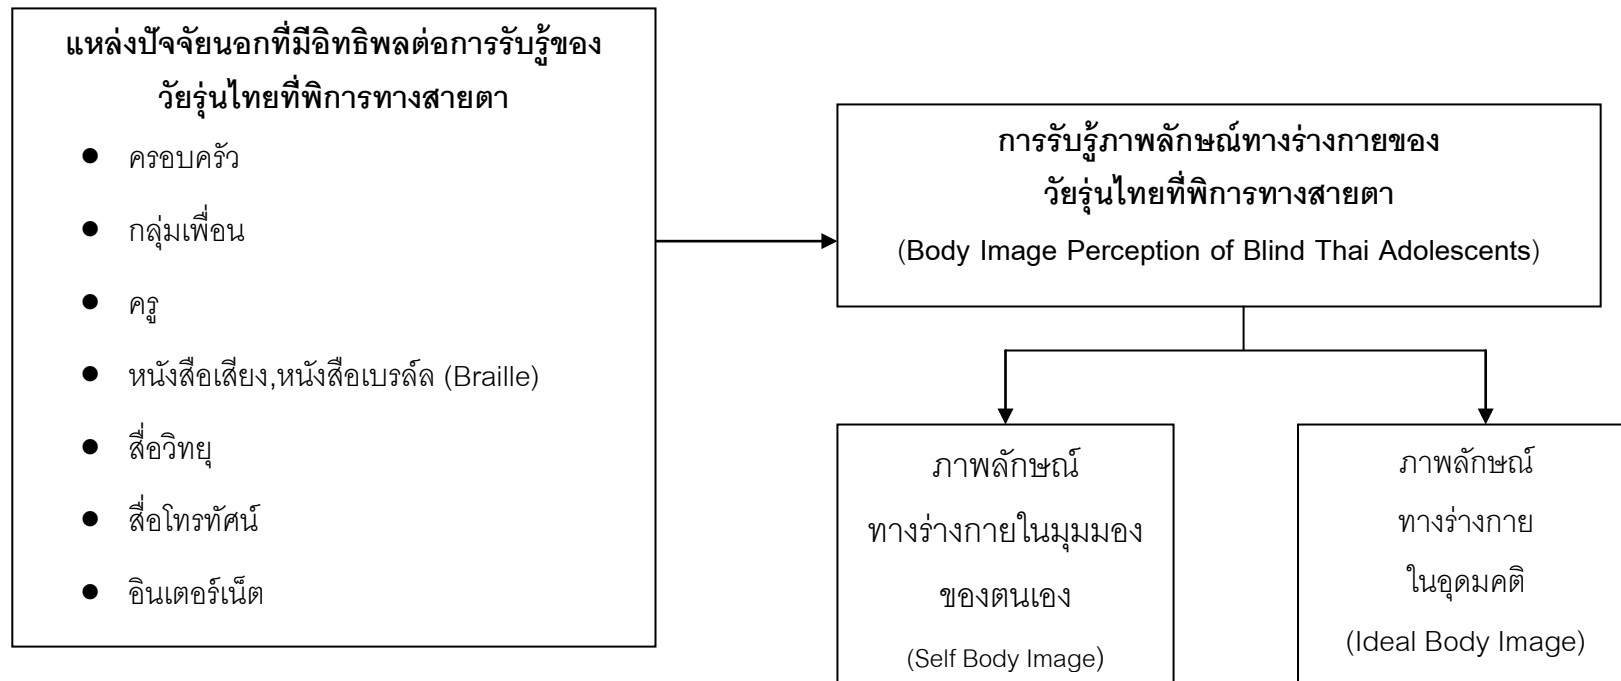 แหล่งปัจจัยนอกที่มีอิทธิพลต่อการรับรู้ของ
วัยรุ่นไทยที่พิการทางสายตา
● ครอบครัว
● กลุ่มเพื่อน
● ครู
● หนังสือเสียง,หนังสือเบรล์ล (Braille)
● สื่อวิทยุ
● สื่อโทรทัศน์
● อินเตอร์เน็ต
การรับรู้ภาพลักษณ์ทางร่างกายของ
วัยรุ่นไทยที่พิการทางสายตา
(Body Image Perception of Blind Thai Adolescents)
ภาพลักษณ์
ทางร่างกายในมุมมอง
ของตนเอง
(Self Body Image)
ภาพลักษณ์
ทางร่างกาย
ในอุดมคติ
(Ideal Body Image)